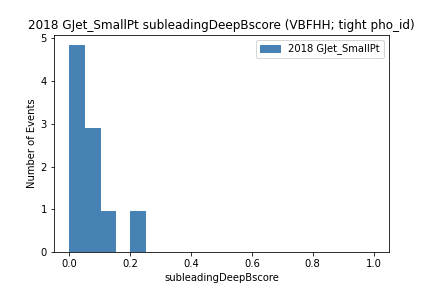 2018 GJet_SmallPt subleadingDeepBscore (VBFHH; tight pho_id)
2018 GJet_SmallPt
Number of Events
5
4
3
2
1
0
0.0 0.2 0.4 0.6 0.8 1.0
subleadingDeepBscore